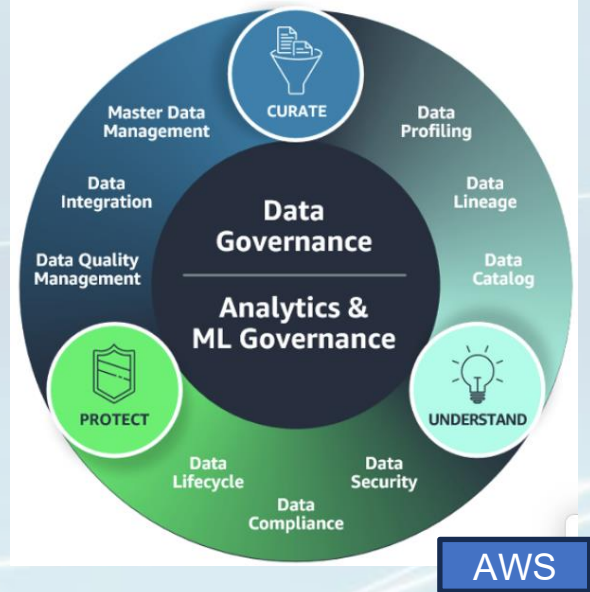 CURATE
Master Data
Management
Data
Integration
Data Quality
Management
Data
Profiling
Data
Lineage
Data
Catalog
Data
Governance
Analytics &
ML Governance
PROTECT
UNDERSTAND
Data
Lifecycle
Data
Compliance
Data
Security
AWS